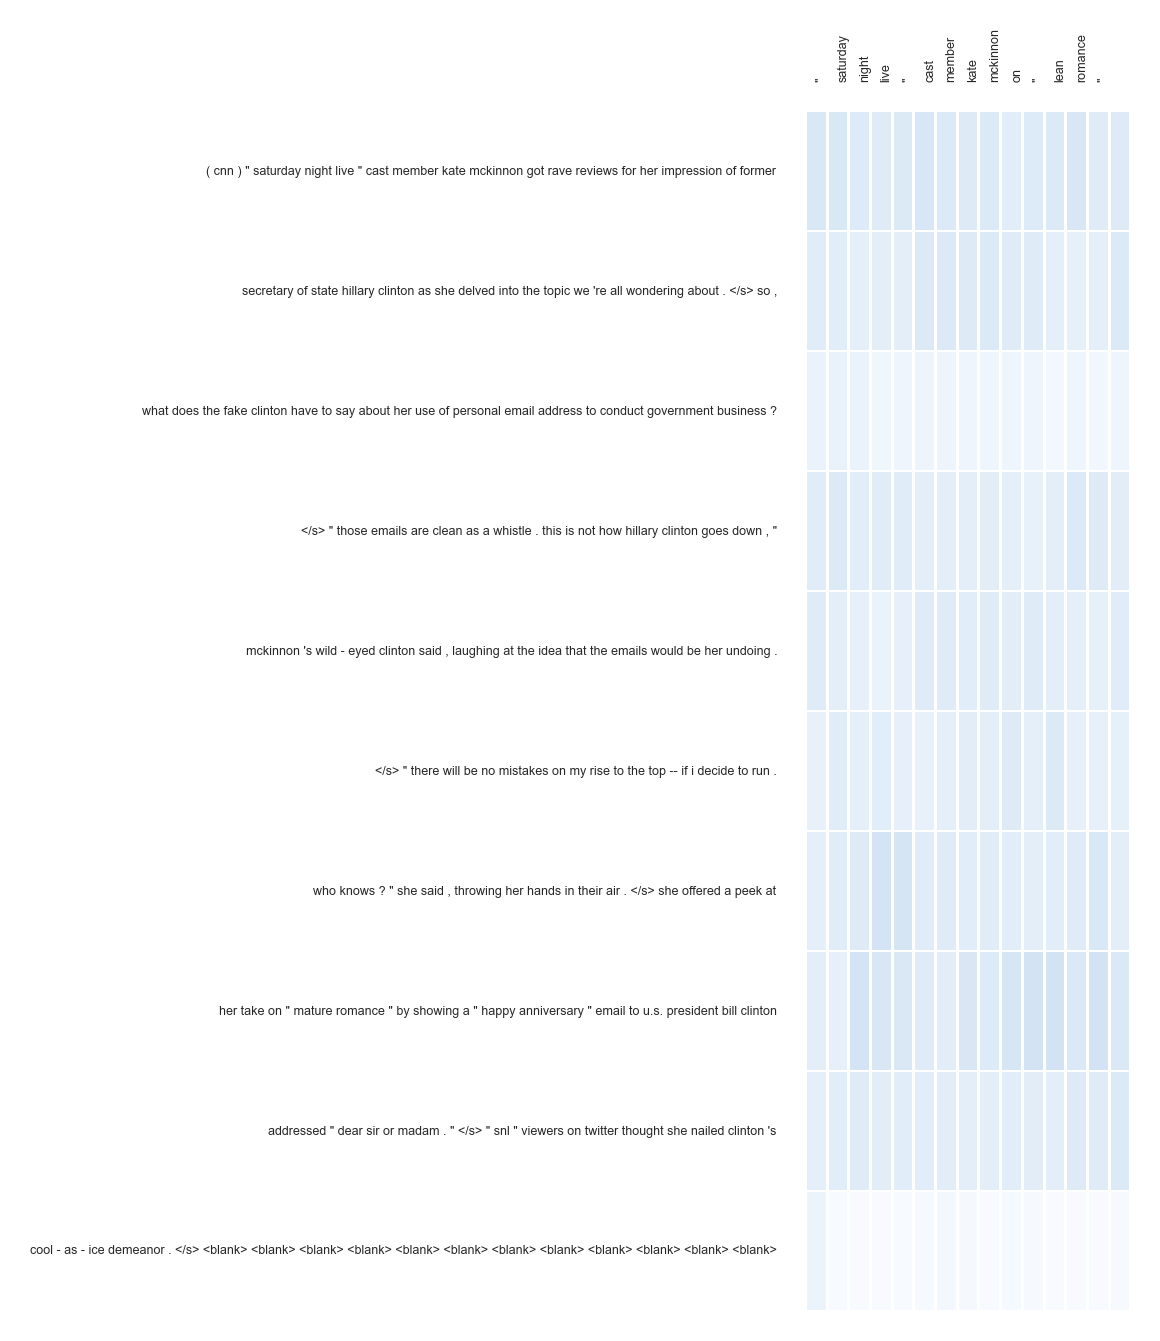 " saturday night live " cast member kate mckinnon on " lean romance "
( cnn ) " saturday night live " cast member kate mckinnon got rave reviews for her impression of former
secretary of state hillary clinton as she delved into the topic we 're all wondering about . </s> so ,
what does the fake clinton have to say about her use of personal email address to conduct government business ?
</s> " those emails are clean as a whistle . this is not how hillary clinton goes down , "
mckinnon 's wild - eyed clinton said , laughing at the idea that the emails would be her undoing .
</s> " there will be no mistakes on my rise to the top -- if i decide to run .
who knows ? " she said , throwing her hands in their air . </s> she offered a peek at
her take on " mature romance " by showing a " happy anniversary " email to u.s. president bill clinton
addressed " dear sir or madam . " </s> " snl " viewers on twitter thought she nailed clinton 's
cool - as - ice demeanor . </s> <blank> <blank> <blank> <blank> <blank> <blank> <blank> <blank> <blank> <blank> <blank> <blank>